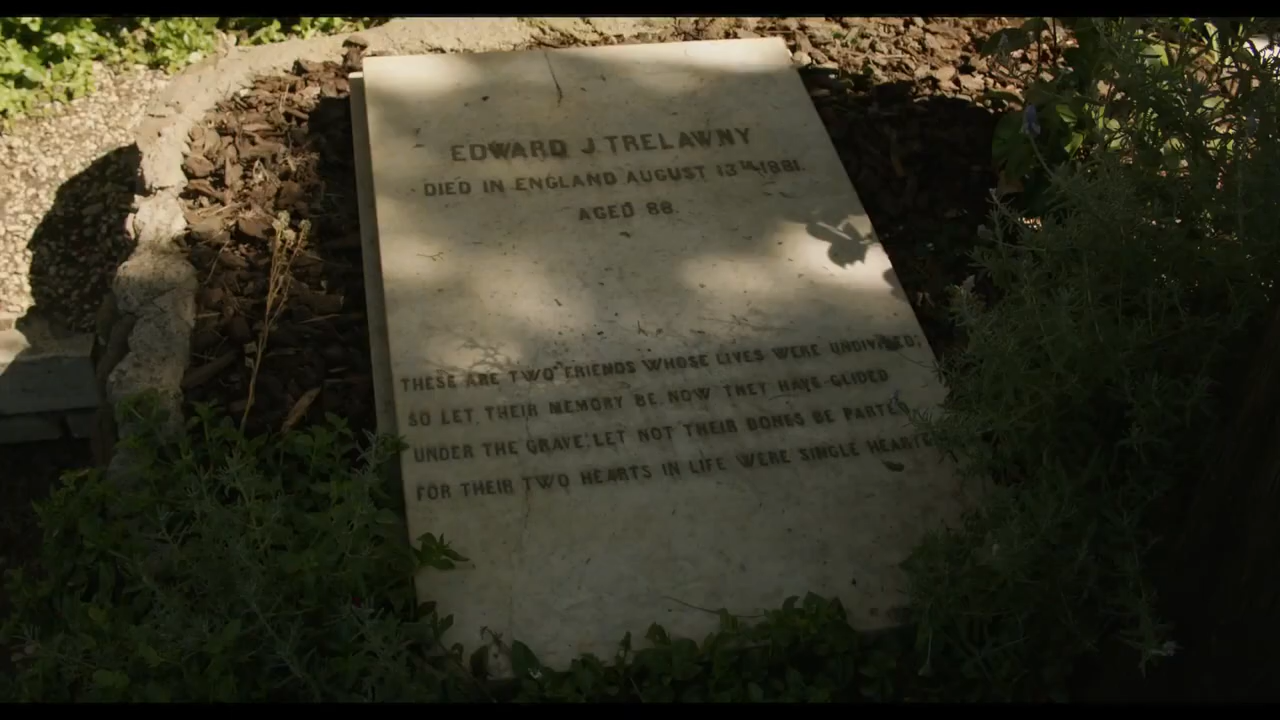 EDWARD J. TRELAWNY
DIED IN ENGLAND AUGUST 13TH 1881.
AGED 88.
THESE ARE TWO FRIENDS WHOSE LIVES WERE UNDIVIDED;
SO LET THEIR MEMORY BE NOW THEY HAVE GLIDED
UNDER THE GRAVE; LET NOT THEIR BONES BE PARTED
FOR THEIR TWO HEARTS IN LIFE WERE SINGLE HEARTED